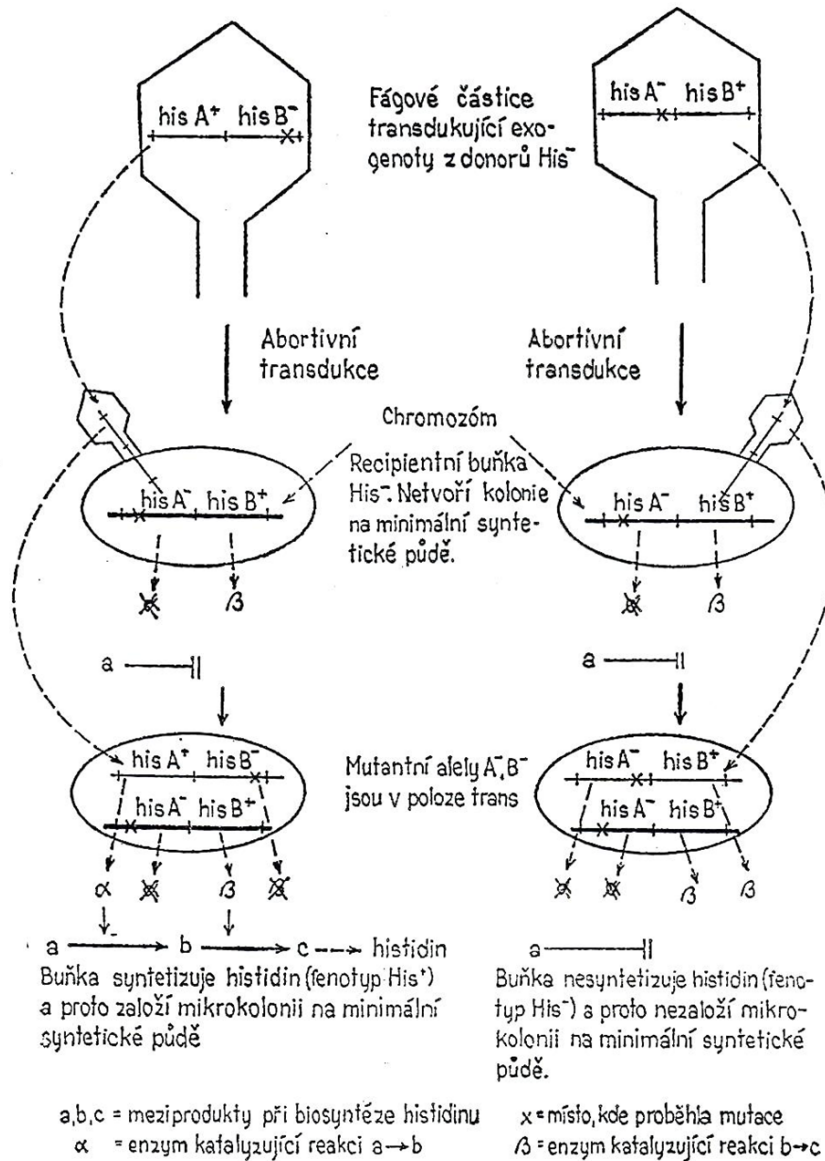 his A⁺ his B⁻
Fágové částice
transdukující exo-
genoty z donorů His⁻
his A⁻ his B⁺
Abortivní
transdukce
Abortivní
transdukce
Chromozóm
Recipientní buňka
His⁻. Netvoří kolonie
na minimální synte-
tické půdě.
his A⁻ his B⁺
his A⁻ his B⁺
α β
α β
a
a
his A⁺ his B⁻
his A⁻ his B⁺
Mutantní alely A⁻, B⁻
jsou v poloze trans
his A⁻ his B⁺
his A⁻ his B⁺
α α β β
α α β β
a b c histidin
Buňka syntetizuje histidin (fenotyp His⁺)
a proto založí mikrokolonii na minimální
syntetické půdě
a
Buňka nesyntetizuje histidin (feno-
typ His⁻) a proto nezaloží mikro-
kolonii na minimální syntetické
půdě.
a,b,c = meziprodukty při biosyntéze histidinu
α = enzym katalyzující reakci a→b
x = místo, kde proběhla mutace
β = enzym katalyzující reakci b→c